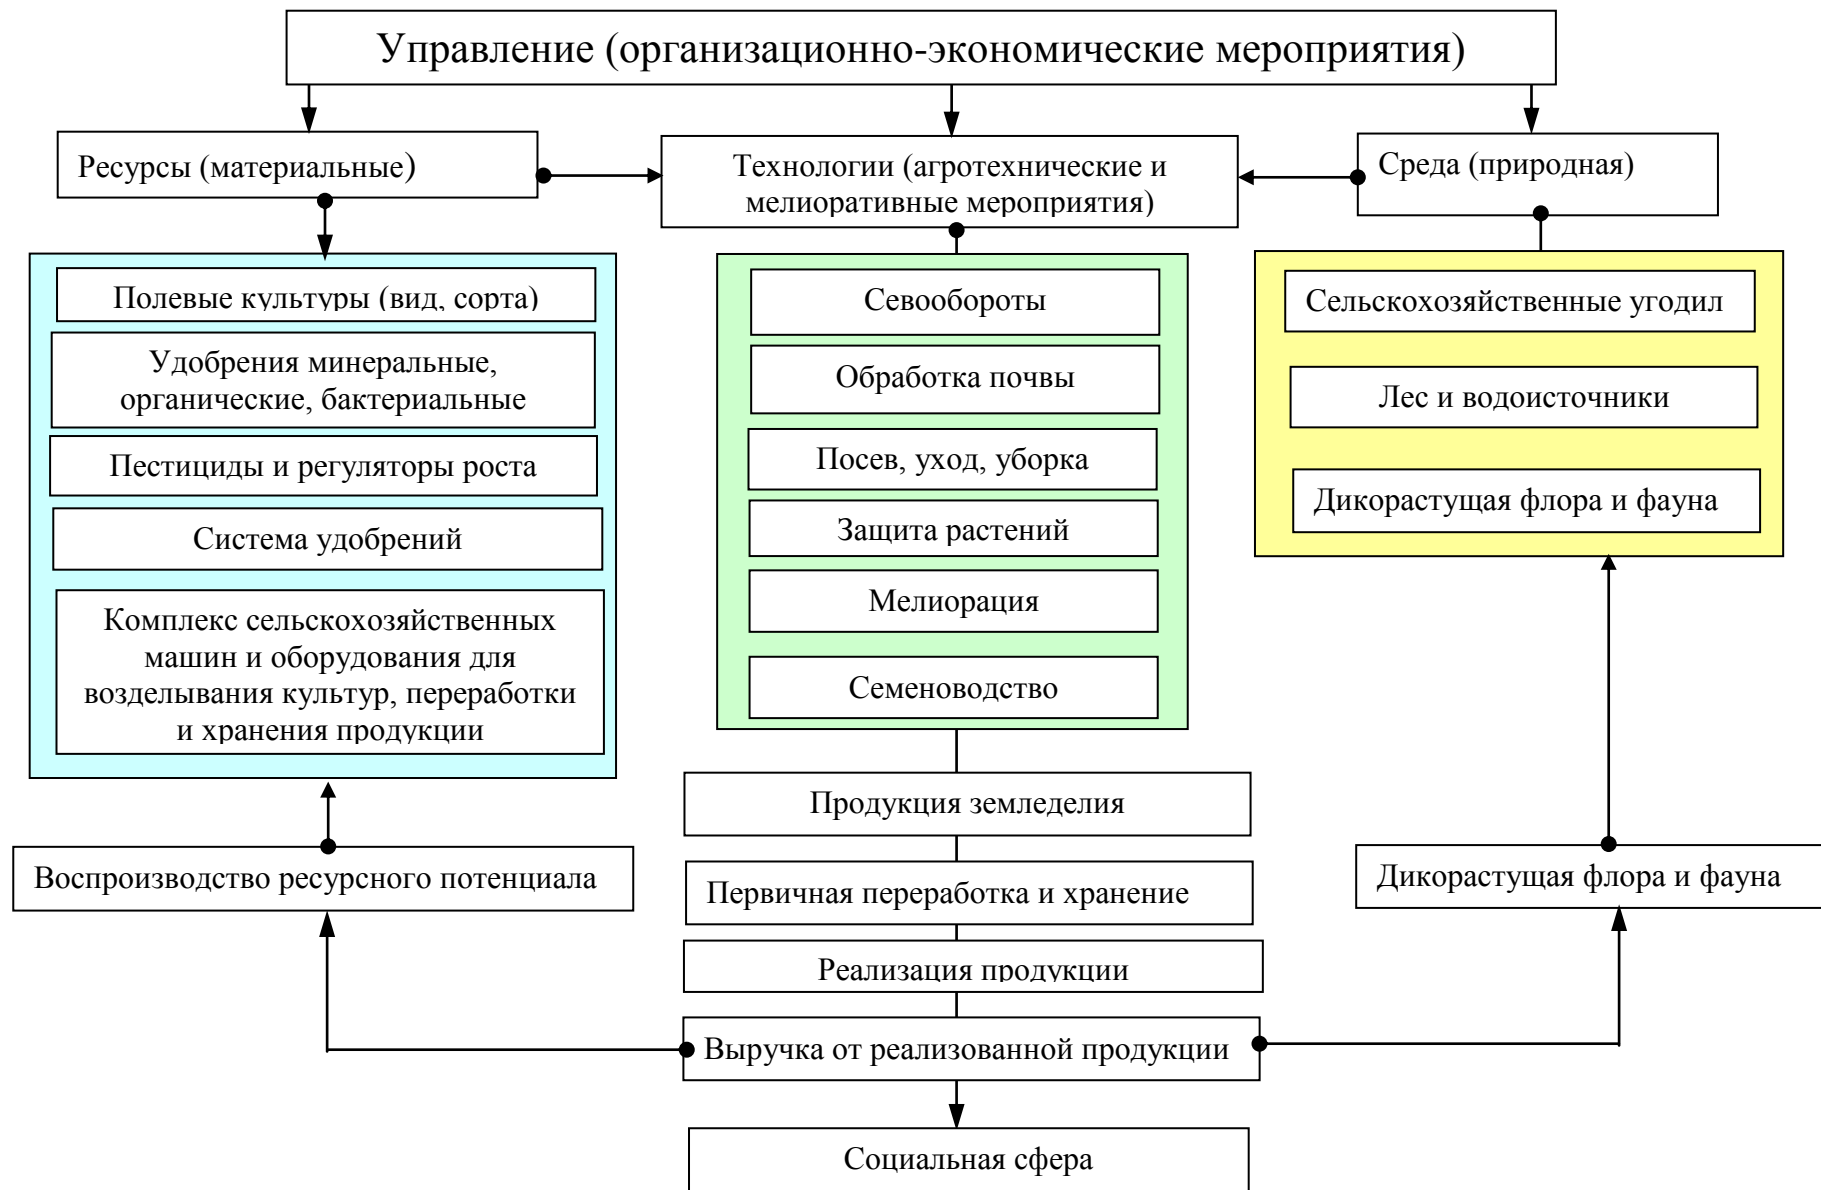 Управление (организационно-экономические мероприятия)
Ресурсы (материальные)
Технологии (агротехнические и
мелиоративные мероприятия)
Среда (природная)
Полевые культуры (вид, сорта)
Удобрения минеральные,
органические, бактериальные
Пестициды и регуляторы роста
Система удобрений
Комплекс сельскохозяйственных
машин и оборудования для
возделывания культур, переработки
и хранения продукции
Севообороты
Обработка почвы
Посев, уход, уборка
Защита растений
Мелиорация
Семеноводство
Сельскохозяйственные угодил
Лес и водоисточники
Дикорастущая флора и фауна
Продукция земледелия
Воспроизводство ресурсного потенциала
Первичная переработка и хранение
Дикорастущая флора и фауна
Реализация продукции
Выручка от реализованной продукции
Социальная сфера